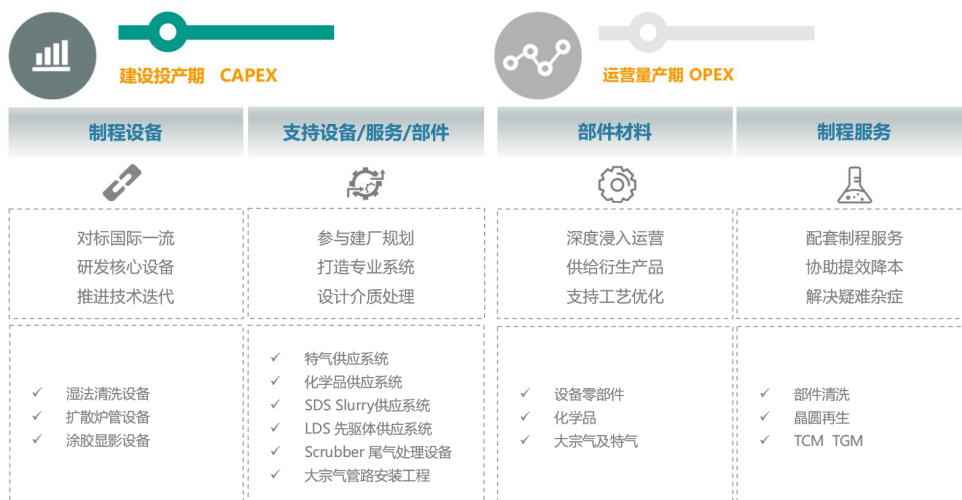 建设投产期 CAPEX
运营量产期 OPEX
制程设备
支持设备/服务/部件
部件材料
制程服务
对标国际一流
研发核心设备
推进技术迭代
参与建厂规划
打造专业系统
设计介质处理
深度浸入运营
供给衍生产品
支持工艺优化
配套制程服务
协助提效降本
解决疑难杂症
✓ 湿法清洗设备
✓ 扩散炉管设备
✓ 涂胶显影设备
✓ 特气供应系统
✓ 化学品供应系统
✓ SDS Slurry供应系统
✓ LDS 先驱体供应系统
✓ Scrubber 尾气处理设备
✓ 大宗气管路安装工程
✓ 设备零部件
✓ 化学品
✓ 大宗气及特气
✓ 部件清洗
✓ 晶圆再生
✓ TCM TGM